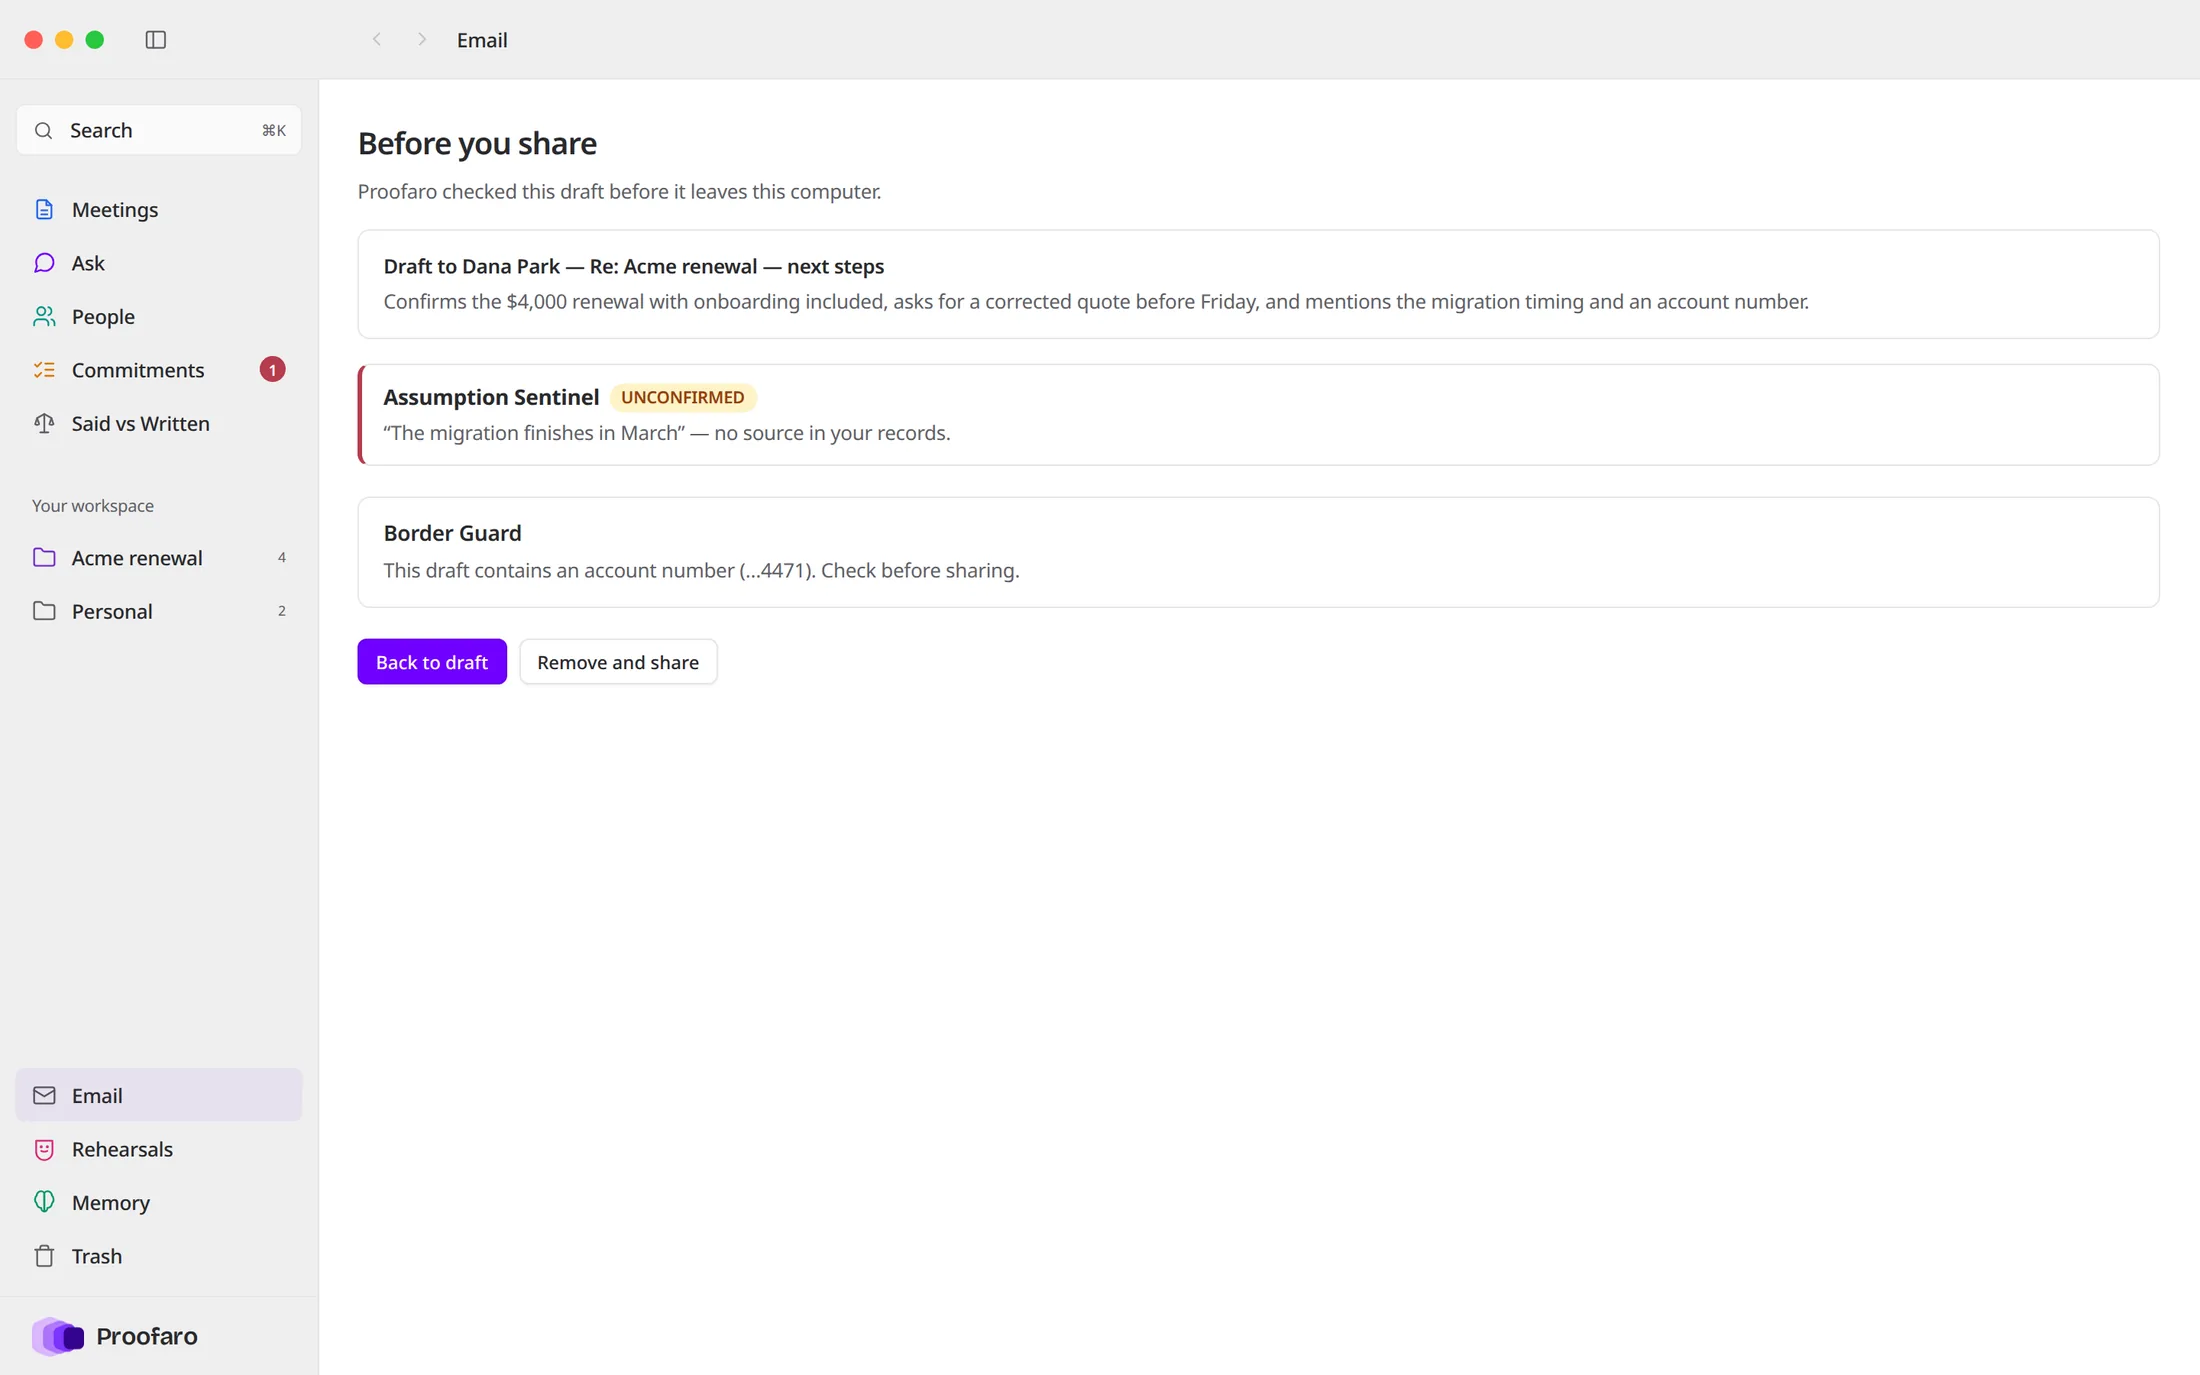 Email
Search ⌘K
Meetings
Ask
People
Commitments 1
Said vs Written
Your workspace
Acme renewal 4
Personal 2
Email
Rehearsals
Memory
Trash
Proofaro
Before you share
Proofaro checked this draft before it leaves this computer.
Draft to Dana Park — Re: Acme renewal — next steps
Confirms the $4,000 renewal with onboarding included, asks for a corrected quote before Friday, and mentions the migration timing and an account number.
Assumption Sentinel UNCONFIRMED
“The migration finishes in March” — no source in your records.
Border Guard
This draft contains an account number (…4471). Check before sharing.
Back to draft Remove and share